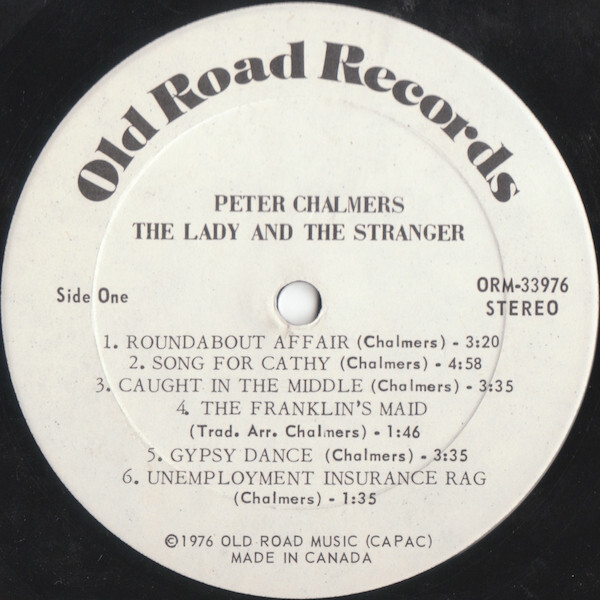 Old Road Records
PETER CHALMERS
THE LADY AND THE STRANGER
Side One
ORM-33976
STEREO
1. ROUNDABOUT AFFAIR (Chalmers) - 3:20
2. SONG FOR CATHY (Chalmers) - 4:58
3. CAUGHT IN THE MIDDLE (Chalmers) - 3:35
4. THE FRANKLIN'S MAID
(Trad. Arr. Chalmers) - 1:46
5. GYPSY DANCE (Chalmers) - 3:35
6. UNEMPLOYMENT INSURANCE RAG
(Chalmers) - 1:35
©1976 OLD ROAD MUSIC (CAPAC)
MADE IN CANADA